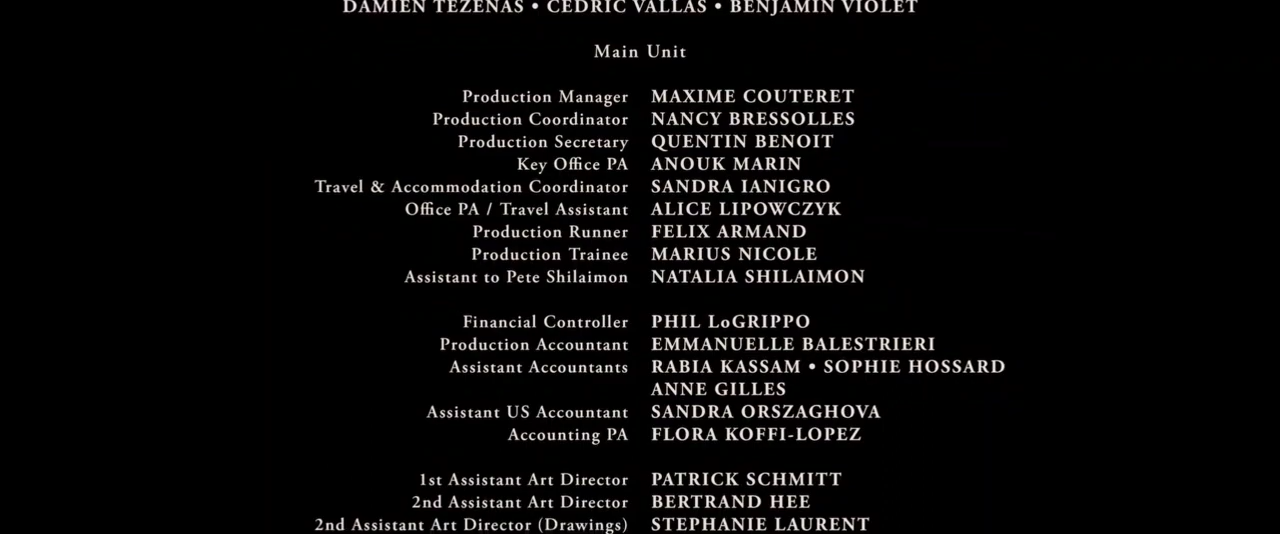 DAMIEN TEZENAS • CEDRIC VALLAS • BENJAMIN VIOLET
Main Unit
Production Manager MAXIME COUTERET
Production Coordinator NANCY BRESSOLLES
Production Secretary QUENTIN BENOIT
Key Office PA ANOUK MARIN
Travel & Accommodation Coordinator SANDRA IANIGRO
Office PA / Travel Assistant ALICE LIPOWCZYK
Production Runner FELIX ARMAND
Production Trainee MARIUS NICOLE
Assistant to Pete Shilaimon NATALIA SHILAIMON
Financial Controller PHIL LoGRIPPO
Production Accountant EMMANUELLE BALESTRIERI
Assistant Accountants RABIA KASSAM • SOPHIE HOSSARD
ANNE GILLES
Assistant US Accountant SANDRA ORSZAGHOVA
Accounting PA FLORA KOFFI-LOPEZ
1st Assistant Art Director PATRICK SCHMITT
2nd Assistant Art Director BERTRAND HEE
2nd Assistant Art Director (Drawings) STEPHANIE LAURENT